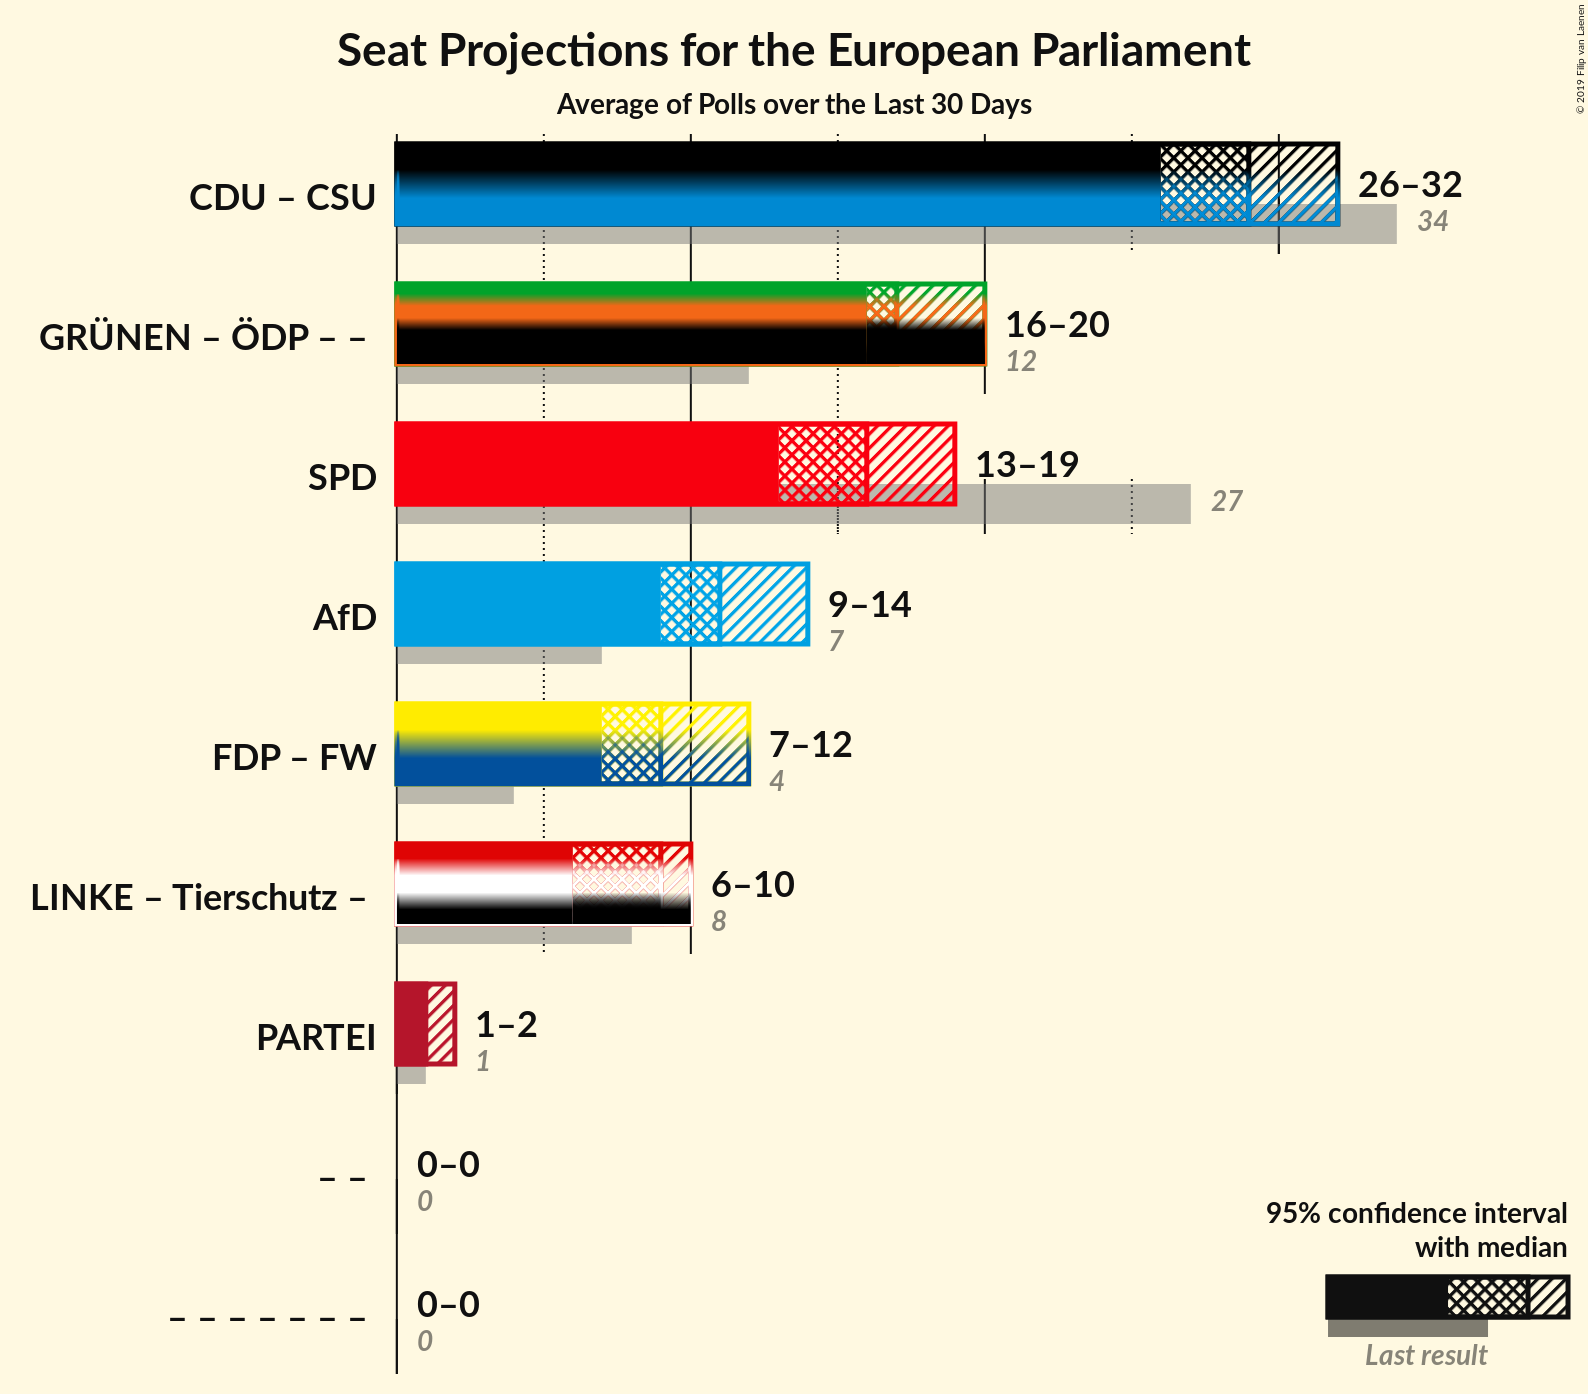 Seat Projections for the European Parliament
Average of Polls over the Last 30 Days
© 2019 Filip van Laenen
CDU – CSU
26–32
34
GRÜNEN – ÖDP – –
16–20
12
SPD
13–19
27
AfD
9–14
7
FDP – FW
7–12
4
LINKE – Tierschutz –
6–10
8
PARTEI
1–2
1
– –
0–0
0
– – – – – – –
0–0
0
95% confidence interval
with median
Last result